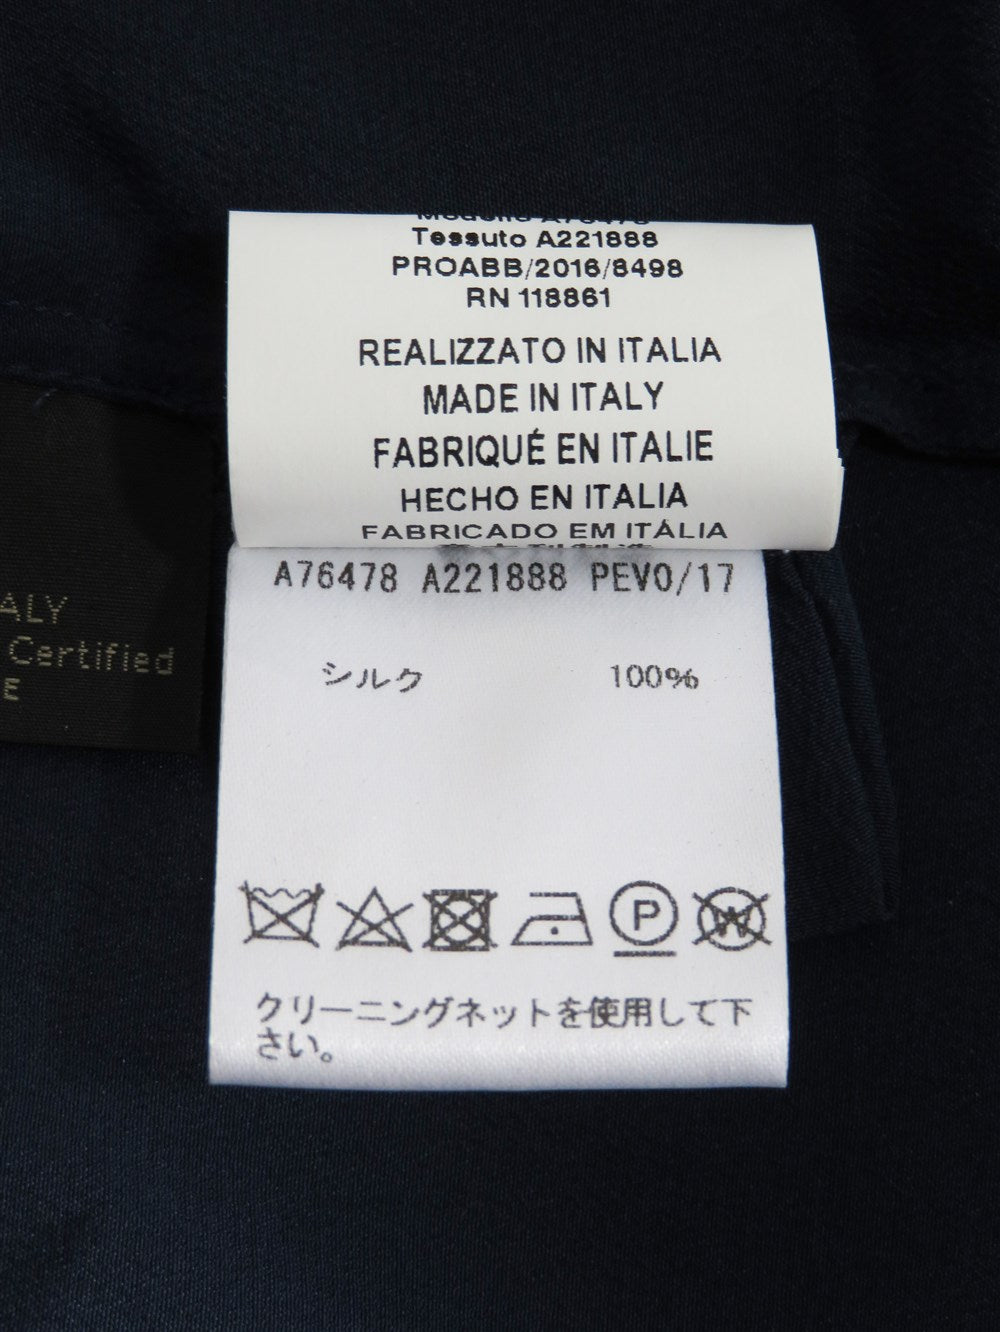 Tessuto A221888
PROABB/2016/8498
RN 118861
REALIZZATO IN ITALIA
MADE IN ITALY
FABRIQUÉ EN ITALIE
HECHO EN ITALIA
FABRICADO EM ITÁLIA
A76478 A221888 PEVO/17
シルク 100%
P
W
クリーニングネットを使用して下
さい。
ALY
Certified
E